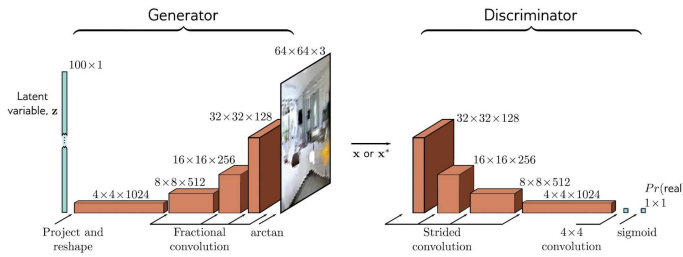 Generator
Discriminator
64×64×3
100×1
Latent
variable, z
32×32×128
16×16×256
8×8×512
4×4×1024
Project and
reshape
Fractional
convolution
arctan
x or x*
32×32×128
16×16×256
8×8×512
4×4×1024
Pr(real
1×1
Strided
convolution
4×4
convolution
sigmoid